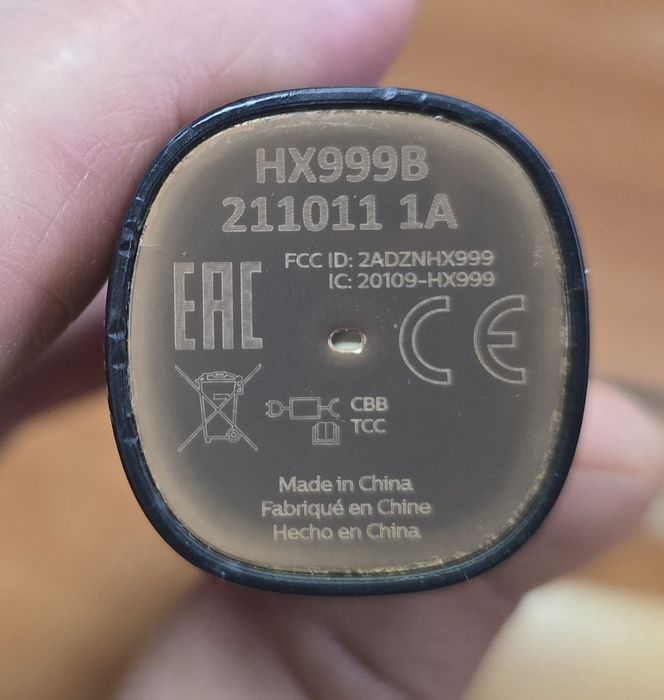 HX999B
211011 1A
FCC ID: 2ADZNHX999
IC: 20109-HX999
EAC
CE
CBB
TCC
Made in China
Fabriqué en Chine
Hecho en China